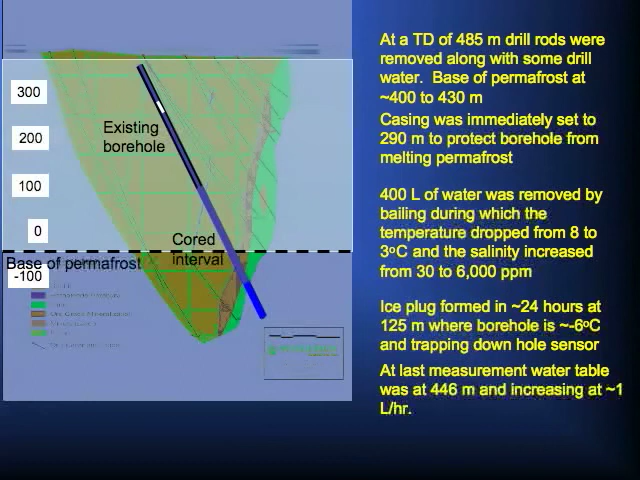 At a TD of 485 m drill rods were
removed along with some drill
water. Base of permafrost at
~400 to 430 m
Casing was immediately set to
290 m to protect borehole from
melting permafrost
400 L of water was removed by
bailing during which the
temperature dropped from 8 to
3ºC and the salinity increased
from 30 to 6,000 ppm
Ice plug formed in ~24 hours at
125 m where borehole is ~-6ºC
and trapping down hole sensor
At last measurement water table
was at 446 m and increasing at ~1
L/hr.
300
200
100
0
-100
Existing
borehole
Cored
interval
Base of permafrost